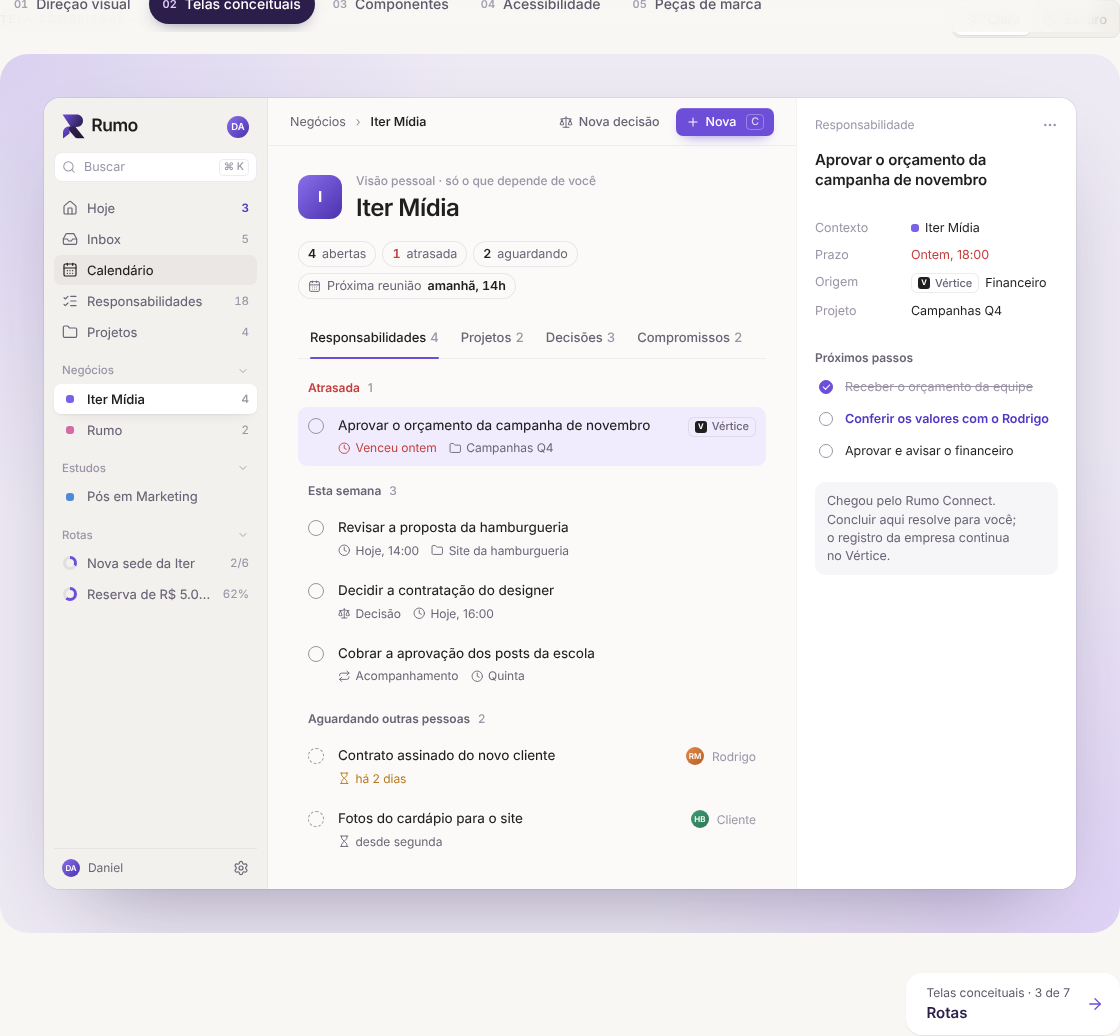 01 Direção visual 02 Telas conceituais 03 Componentes 04 Acessibilidade 05 Peças de marca
Rumo
DA
Buscar ⌘ K
Hoje 3
Inbox 5
Calendário
Responsabilidades 18
Projetos 4
Negócios
Iter Mídia 4
Rumo 2
Estudos
Pós em Marketing
Rotas
Nova sede da Iter 2/6
Reserva de R$ 5.0... 62%
DA Daniel
Negócios › Iter Mídia
Nova decisão
+ Nova C
I
Visão pessoal · só o que depende de você
Iter Mídia
4 abertas 1 atrasada 2 aguardando
Próxima reunião amanhã, 14h
Responsabilidades 4 Projetos 2 Decisões 3 Compromissos 2
Atrasada 1
Aprovar o orçamento da campanha de novembro V Vértice
Venceu ontem Campanhas Q4
Esta semana 3
Revisar a proposta da hamburgueria
Hoje, 14:00 Site da hamburgueria
Decidir a contratação do designer
Decisão Hoje, 16:00
Cobrar a aprovação dos posts da escola
Acompanhamento Quinta
Aguardando outras pessoas 2
Contrato assinado do novo cliente RM Rodrigo
há 2 dias
Fotos do cardápio para o site HB Cliente
desde segunda
Responsabilidade ···
Aprovar o orçamento da
campanha de novembro
Contexto Iter Mídia
Prazo Ontem, 18:00
Origem V Vértice Financeiro
Projeto Campanhas Q4
Próximos passos
Receber o orçamento da equipe
Conferir os valores com o Rodrigo
Aprovar e avisar o financeiro
Chegou pelo Rumo Connect.
Concluir aqui resolve para você;
o registro da empresa continua
no Vértice.
Telas conceituais · 3 de 7
Rotas